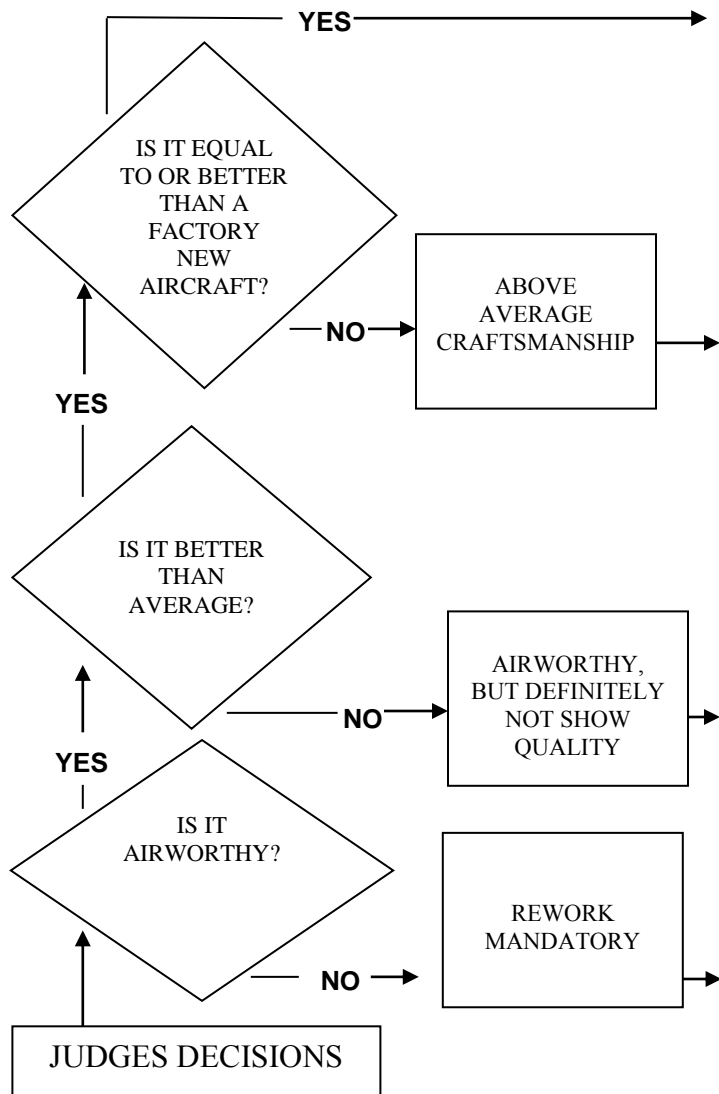 YES
IS IT EQUAL
TO OR BETTER
THAN A
FACTORY
NEW
AIRCRAFT?
ABOVE
AVERAGE
CRAFTSMANSHIP
NO
YES
IS IT BETTER
THAN
AVERAGE?
AIRWORTHY,
BUT DEFINITELY
NOT SHOW
QUALITY
NO
YES
IS IT
AIRWORTHY?
REWORK
MANDATORY
NO
JUDGES DECISIONS